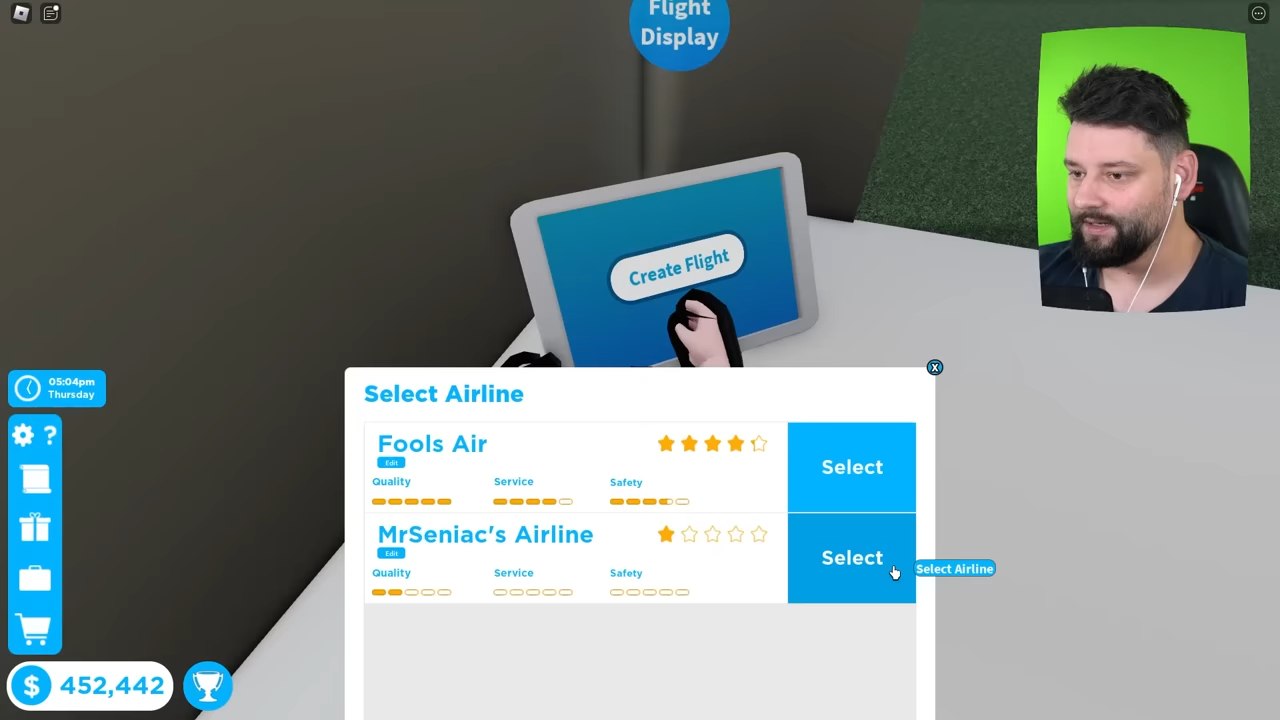 Flight
Display
Create Flight
05:04pm
Thursday
?
$ 452,442
Select Airline
X
Fools Air
Edit
Quality Service Safety
Select
MrSeniac's Airline
Edit
Quality Service Safety
Select
Select Airline